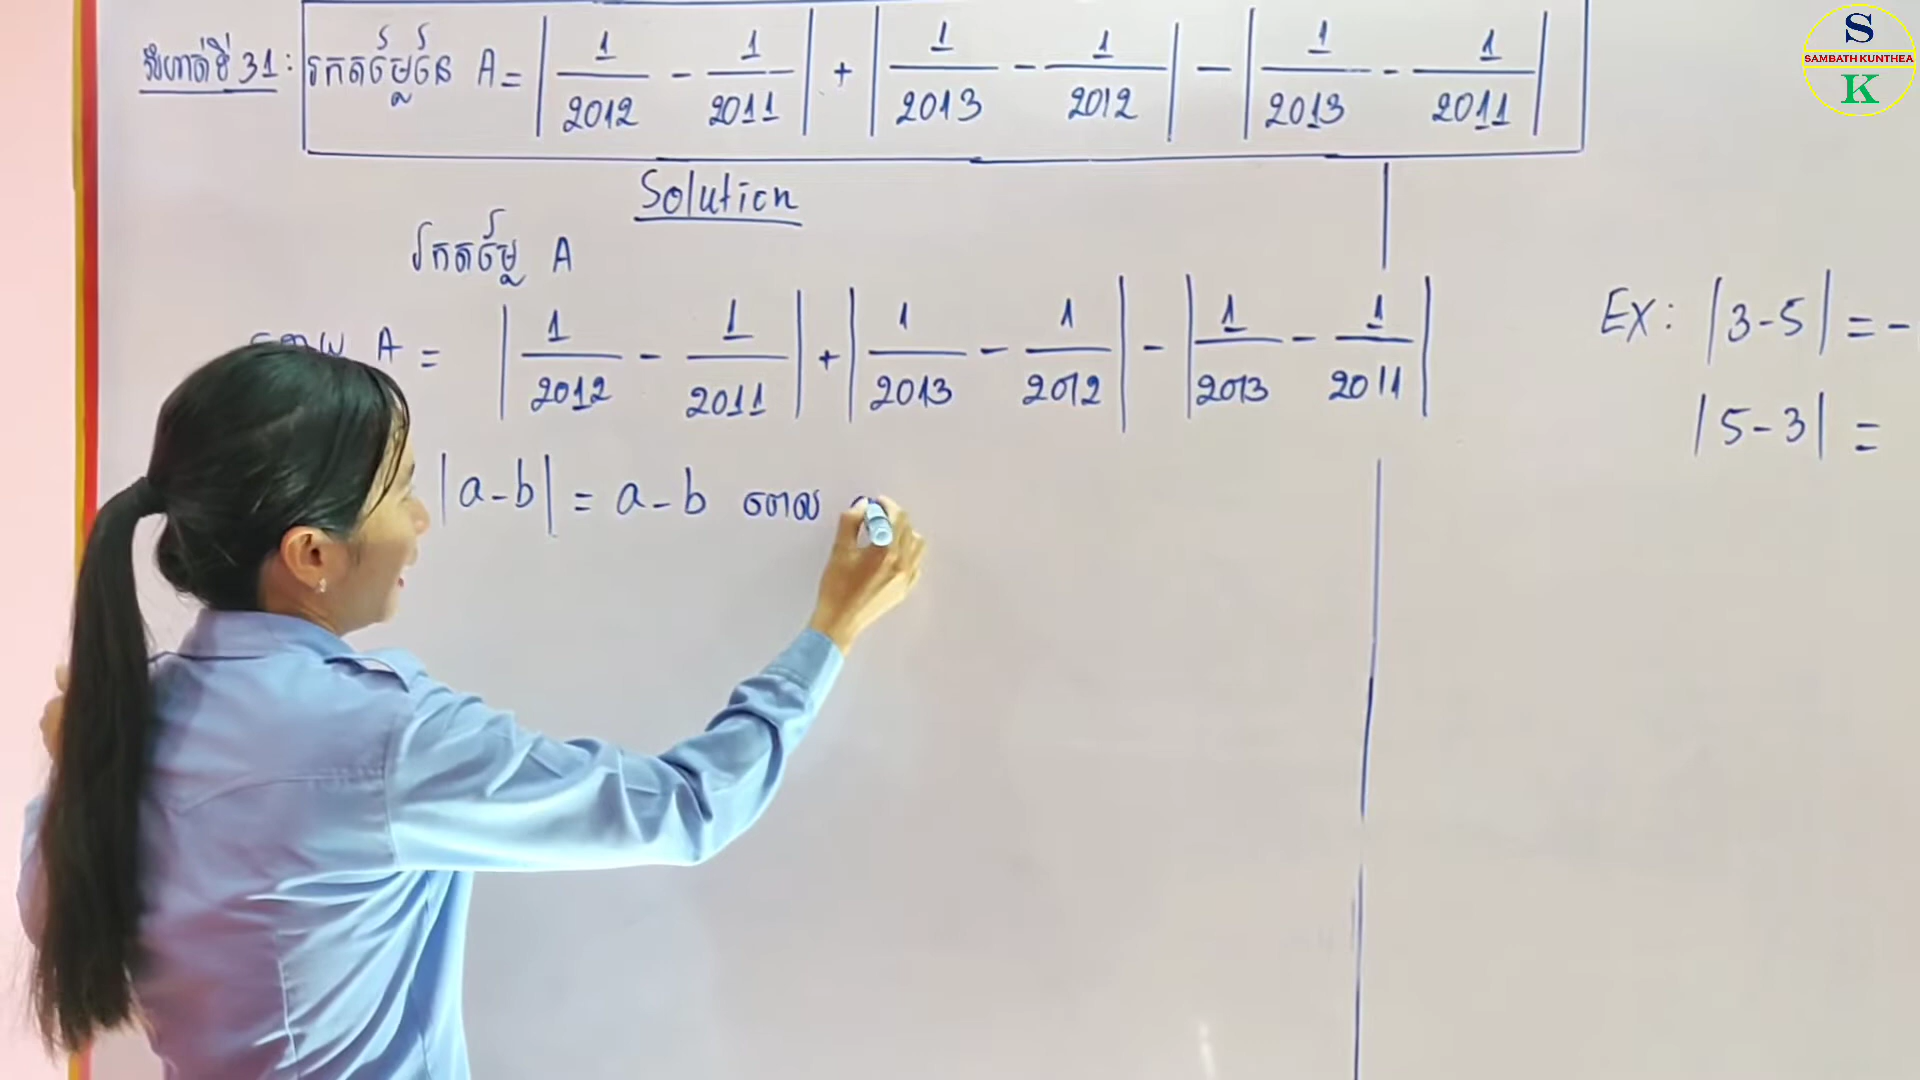 លំហាត់ទី 31 : រកតម្លៃនៃ A = | 1/2012 - 1/2011 | + | 1/2013 - 1/2012 | - | 1/2013 - 1/2011 |
Solution
រកតម្លៃ A
A = | 1/2012 - 1/2011 | + | 1/2013 - 1/2012 | - | 1/2013 - 1/2011 |
|a-b| = a-b ពេល
EX: |3-5| = -
|5-3| =
S
SAMBATH KUNTHEA
K